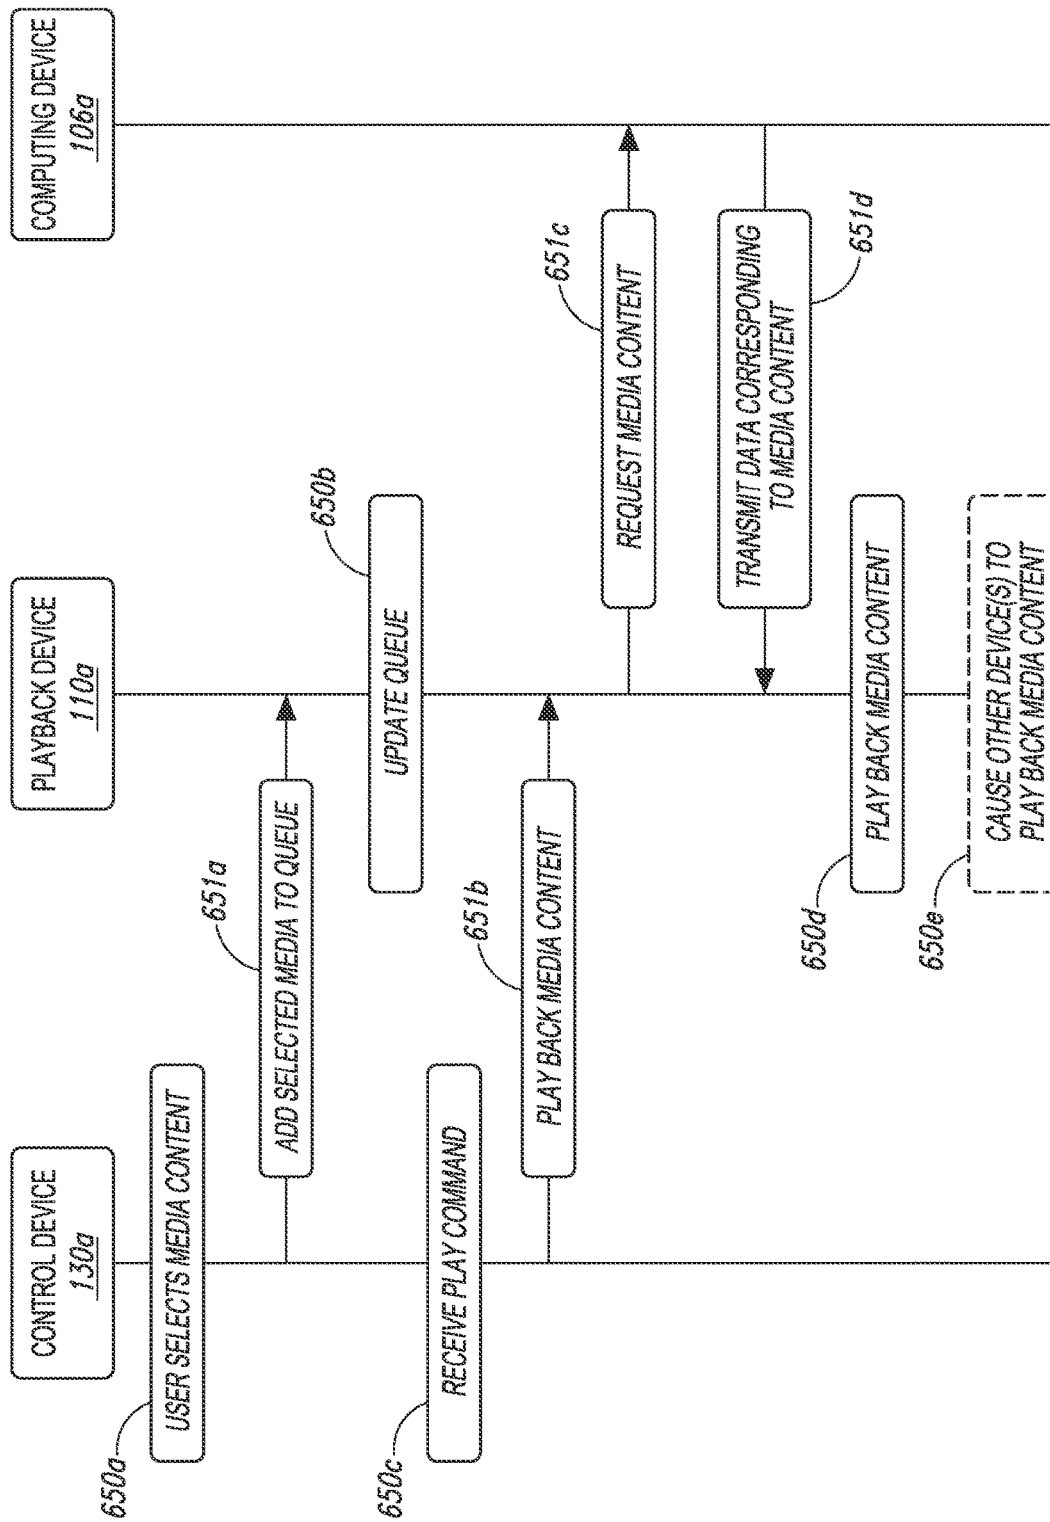 CONTROL DEVICE
130a
PLAYBACK DEVICE
110a
COMPUTING DEVICE
106a
650a
USER SELECTS MEDIA CONTENT
651a
ADD SELECTED MEDIA TO QUEUE
650b
UPDATE QUEUE
650c
RECEIVE PLAY COMMAND
651b
PLAY BACK MEDIA CONTENT
651c
REQUEST MEDIA CONTENT
651d
TRANSMIT DATA CORRESPONDING
TO MEDIA CONTENT
650d
PLAY BACK MEDIA CONTENT
650e
CAUSE OTHER DEVICE(S) TO
PLAY BACK MEDIA CONTENT